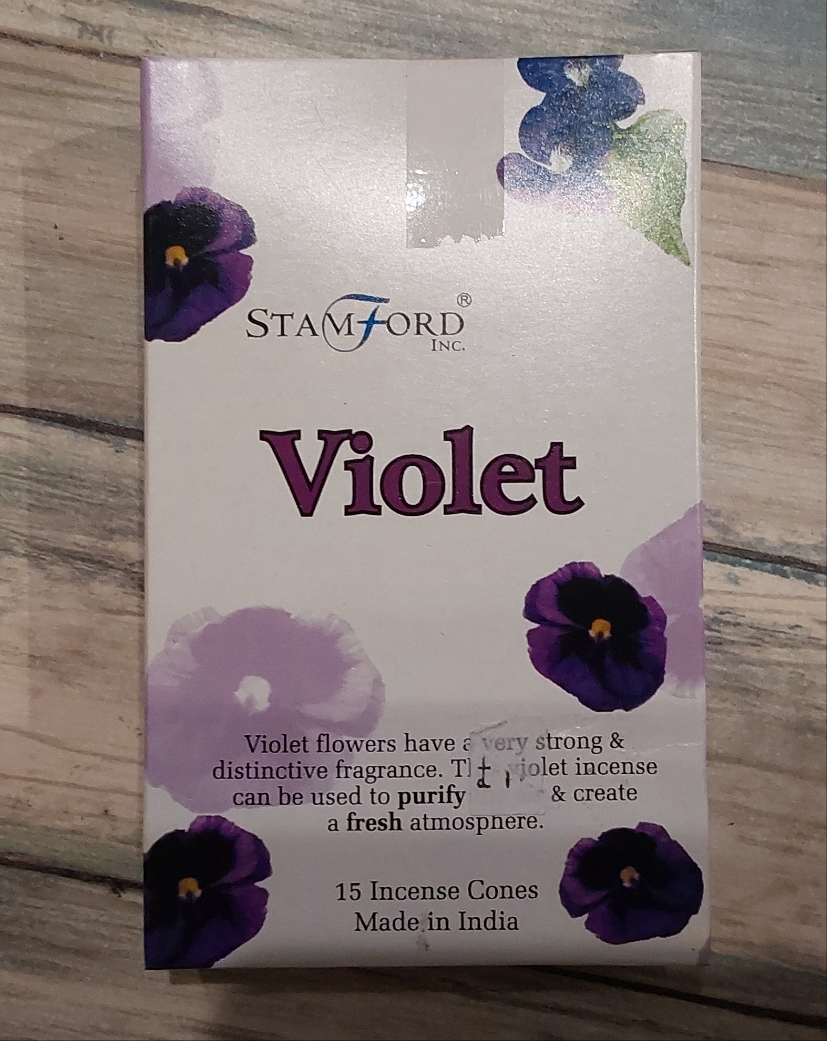 STAMFORD®
INC.
Violet
Violet flowers have a very strong &
distinctive fragrance. violet incense
can be used to purify & create
a fresh atmosphere.
15 Incense Cones
Made in India